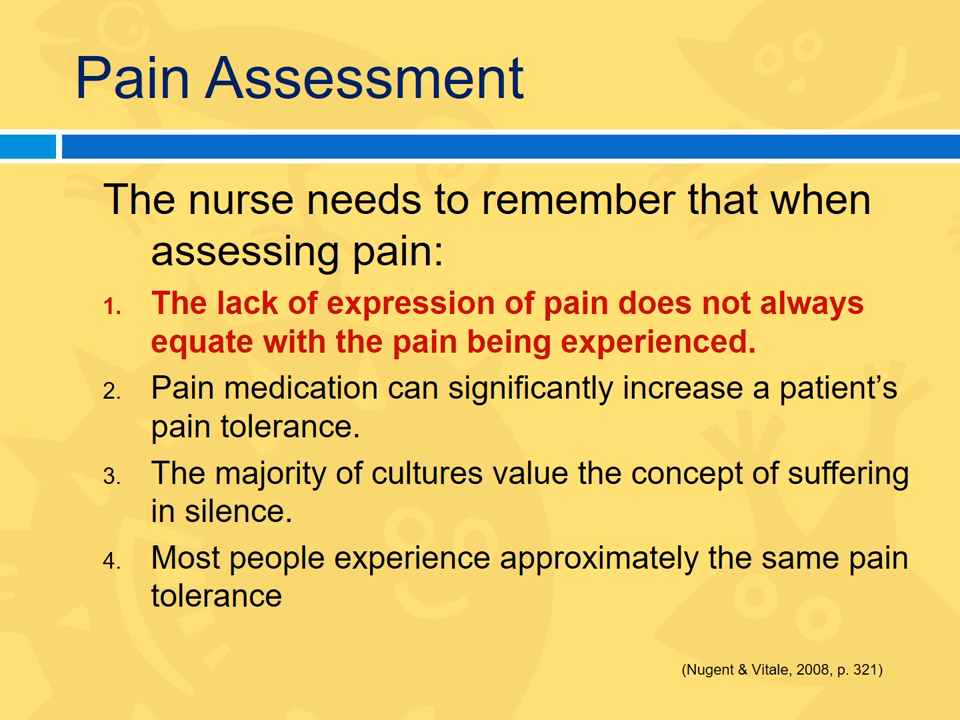 Pain Assessment
The nurse needs to remember that when
assessing pain:
1. The lack of expression of pain does not always
equate with the pain being experienced.
2. Pain medication can significantly increase a patient’s
pain tolerance.
3. The majority of cultures value the concept of suffering
in silence.
4. Most people experience approximately the same pain
tolerance
(Nugent & Vitale, 2008, p. 321)